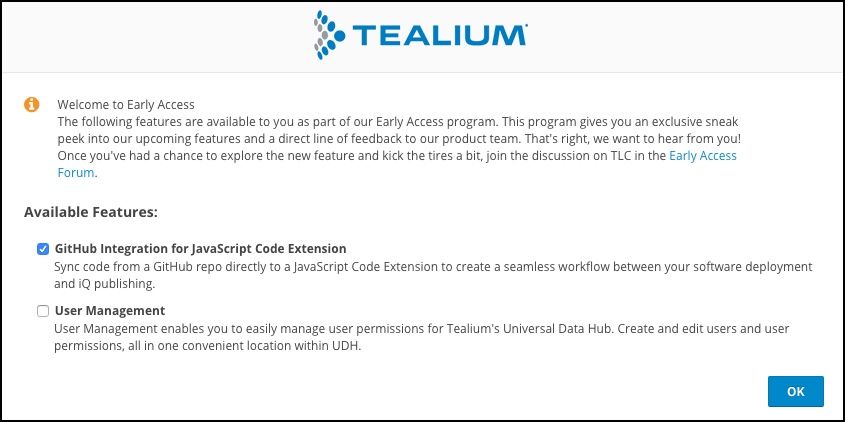 TEALIUM
Welcome to Early Access
The following features are available to you as part of our Early Access program. This program gives you an exclusive sneak
peek into our upcoming features and a direct line of feedback to our product team. That's right, we want to hear from you!
Once you've had a chance to explore the new feature and kick the tires a bit, join the discussion on TLC in the Early Access
Forum.
Available Features:
GitHub Integration for JavaScript Code Extension
Sync code from a GitHub repo directly to a JavaScript Code Extension to create a seamless workflow between your software deployment
and iQ publishing.
User Management
User Management enables you to easily manage user permissions for Tealium's Universal Data Hub. Create and edit users and user
permissions, all in one convenient location within UDH.
OK